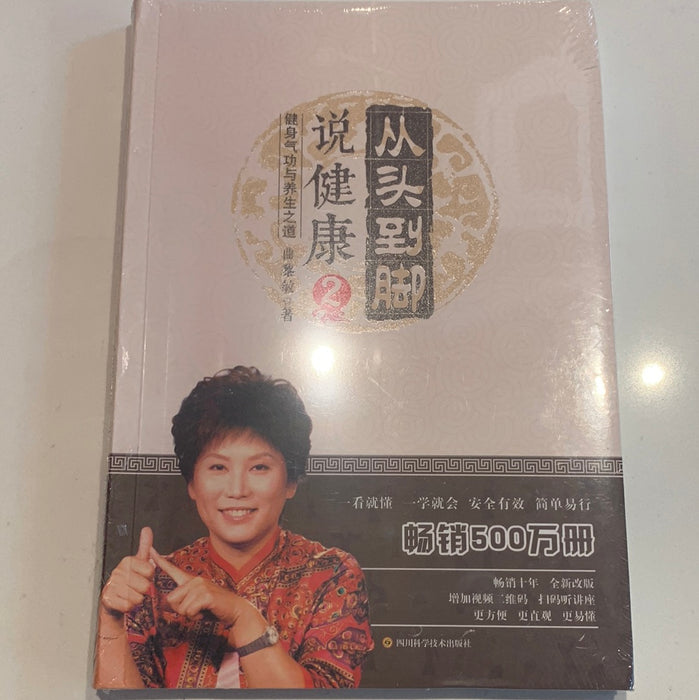 从头到脚
说健康
2
健身气功与养生之道
曲黎敏 著
一看就懂 一学就会 安全有效 简单易行
畅销500万册
畅销十年 全新改版
增加视频二维码 扫码听讲座
更方便 更直观 更易懂
四川科学技术出版社